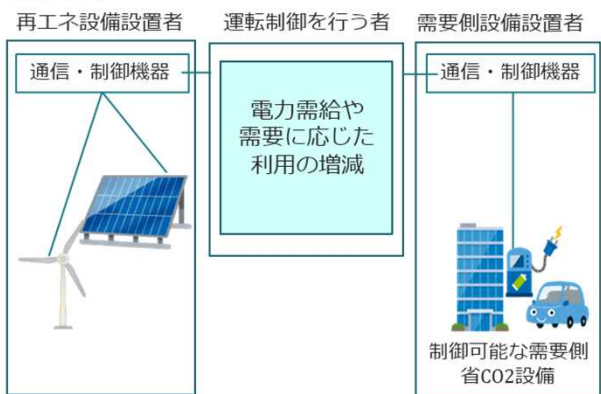 再エネ設備設置者
運転制御を行う者
需要側設備設置者
通信・制御機器
電力需給や
需要に応じた
利用の増減
通信・制御機器
制御可能な需要側
省CO2設備